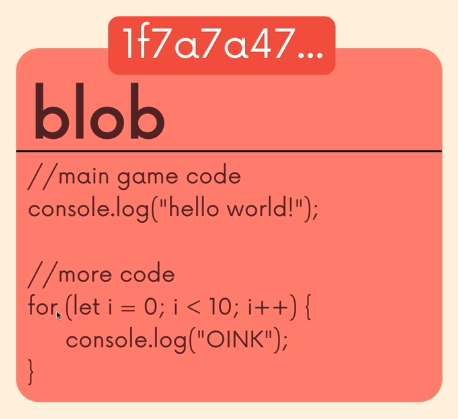 1f7a7a47...
blob
//main game code
console.log("hello world!");
//more code
for (let i = 0; i < 10; i++) {
console.log("OINK");
}